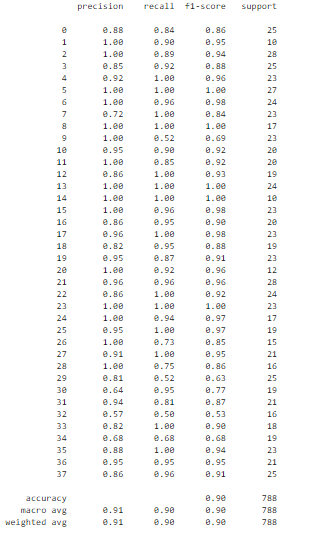 precision recall f1-score support
0 0.88 0.84 0.86 25
1 1.00 0.90 0.95 10
2 1.00 0.89 0.94 28
3 0.85 0.92 0.88 25
4 0.92 1.00 0.96 23
5 1.00 1.00 1.00 27
6 1.00 0.96 0.98 24
7 0.72 1.00 0.84 23
8 1.00 1.00 1.00 17
9 1.00 0.52 0.69 23
10 0.95 0.90 0.92 20
11 1.00 0.85 0.92 20
12 0.86 1.00 0.93 19
13 1.00 1.00 1.00 24
14 1.00 1.00 1.00 10
15 1.00 0.96 0.98 23
16 0.86 0.95 0.90 20
17 0.96 1.00 0.98 23
18 0.82 0.95 0.88 19
19 0.95 0.87 0.91 23
20 1.00 0.92 0.96 12
21 0.96 0.96 0.96 28
22 0.86 1.00 0.92 24
23 1.00 1.00 1.00 23
24 1.00 0.94 0.97 17
25 0.95 1.00 0.97 19
26 1.00 0.73 0.85 15
27 0.91 1.00 0.95 21
28 1.00 0.75 0.86 16
29 0.81 0.52 0.63 25
30 0.64 0.95 0.77 19
31 0.94 0.81 0.87 21
32 0.57 0.50 0.53 16
33 0.82 1.00 0.90 18
34 0.68 0.68 0.68 19
35 0.88 1.00 0.94 23
36 0.95 0.95 0.95 21
37 0.86 0.96 0.91 25
accuracy 0.90 788
macro avg 0.91 0.90 0.90 788
weighted avg 0.91 0.90 0.90 788